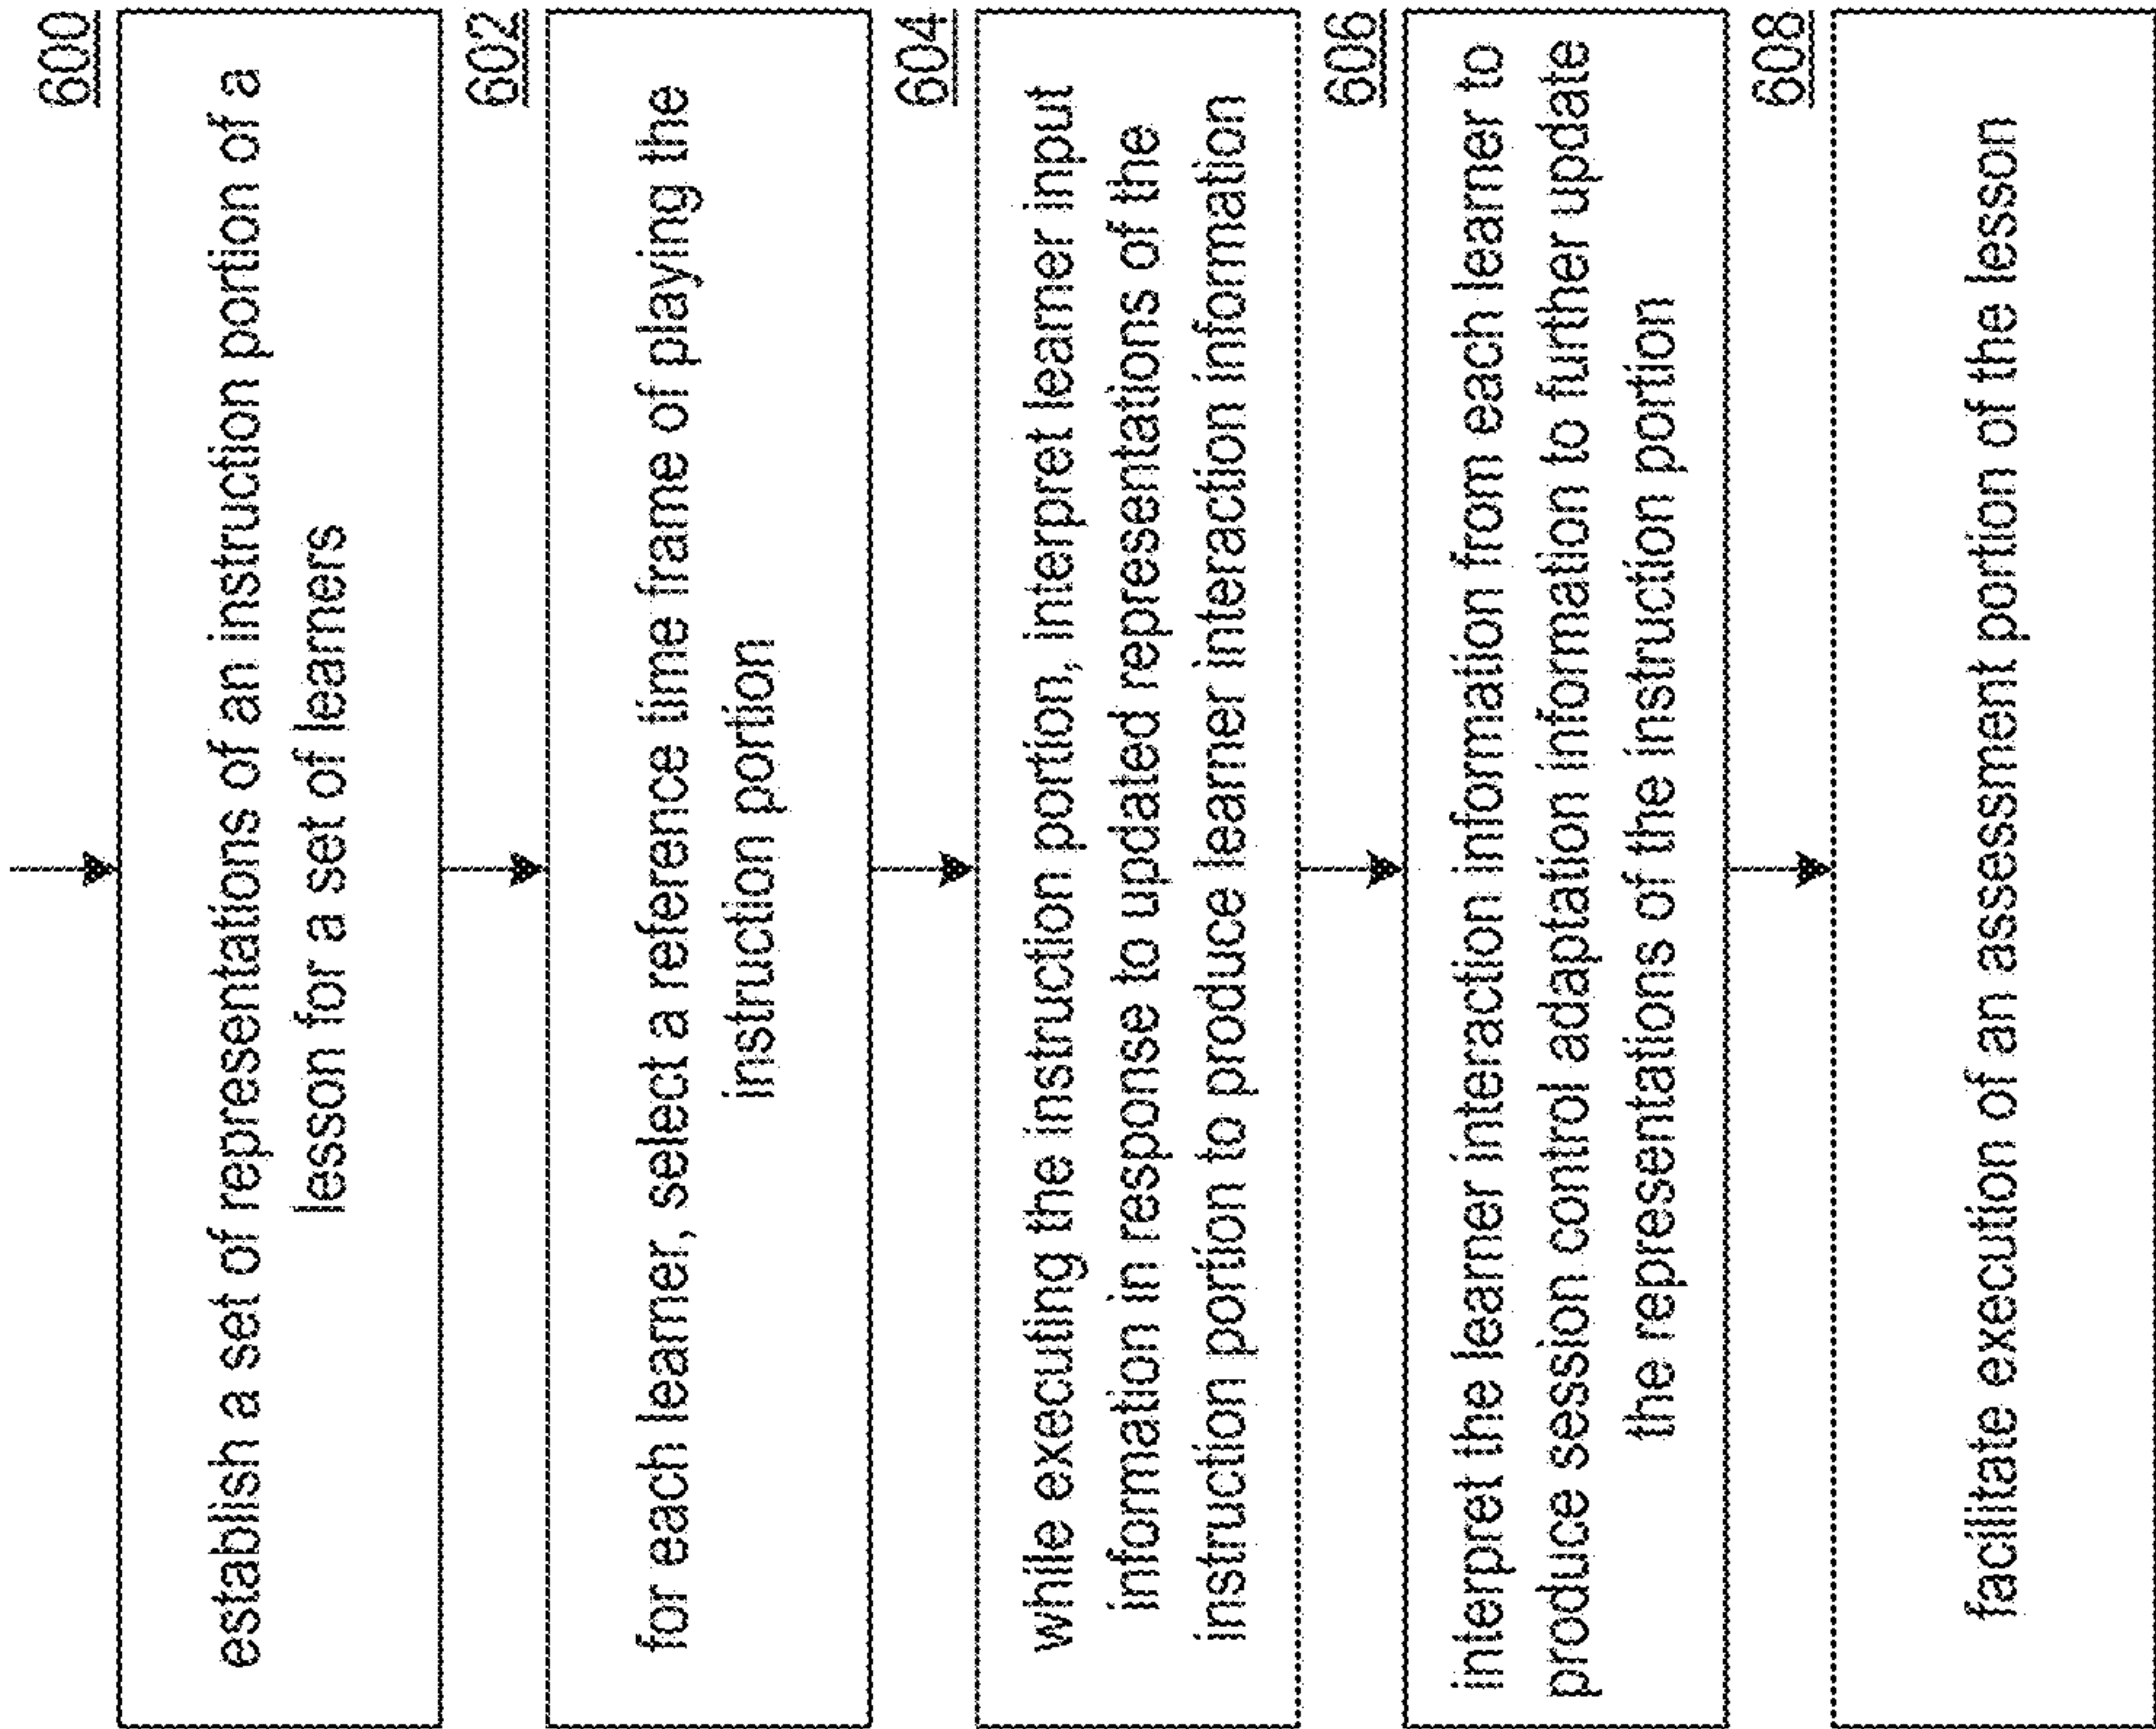 600
establish a set of representations of an instruction portion of a
lesson for a set of learners
602
for each learner, select a reference time frame of playing the
instruction portion
604
while executing the instruction portion, interpret learner input
information in response to updated representations of the
instruction portion to produce learner interaction information
606
interpret the learner interaction information from each learner to
produce session control adaptation information to further update
the representations of the instruction portion
608
facilitate execution of an assessment portion of the lesson